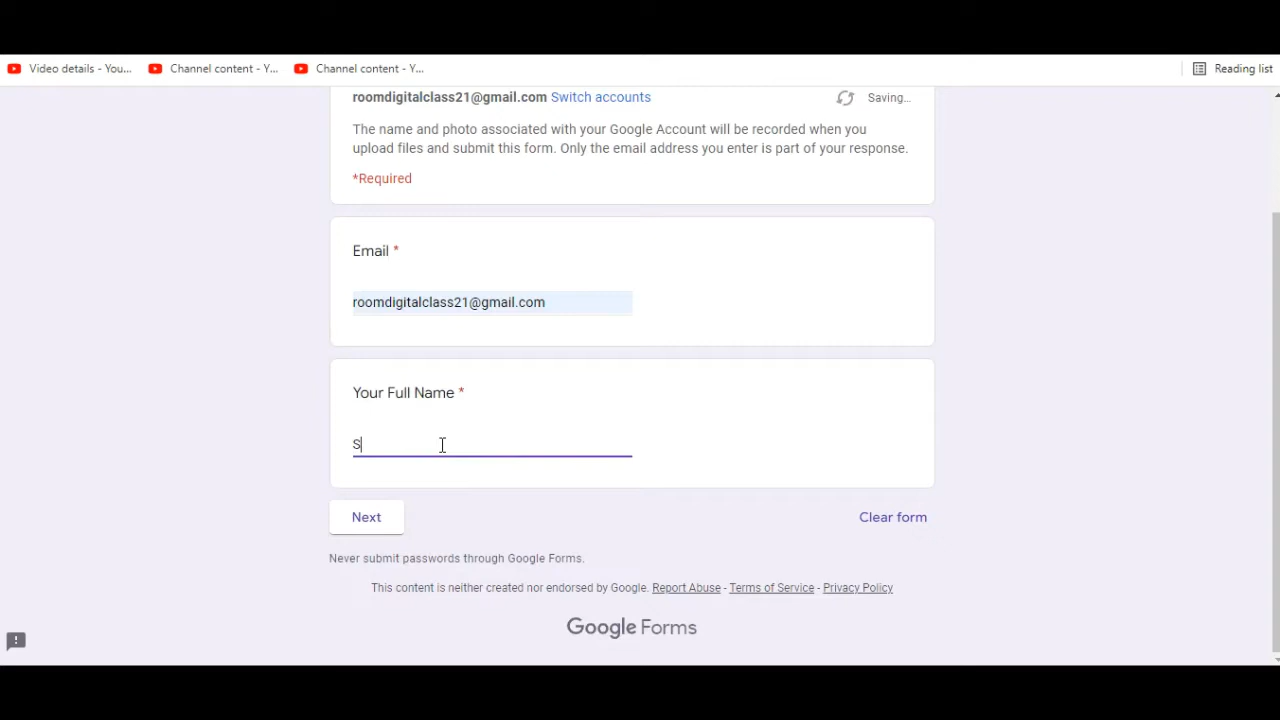 Video details - You...
Channel content - Y...
Channel content - Y...
Reading list
roomdigitalclass21@gmail.com Switch accounts
Saving...
The name and photo associated with your Google Account will be recorded when you
upload files and submit this form. Only the email address you enter is part of your response.
*Required
Email *
roomdigitalclass21@gmail.com
Your Full Name *
S
Next
Clear form
Never submit passwords through Google Forms.
This content is neither created nor endorsed by Google. Report Abuse - Terms of Service - Privacy Policy
Google Forms